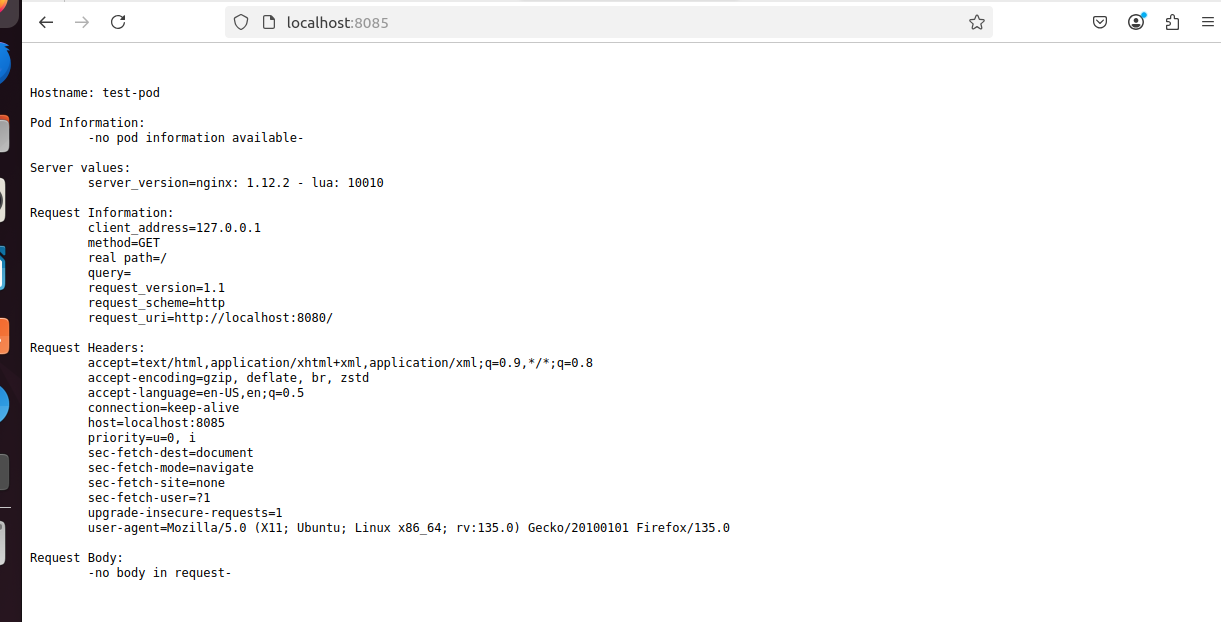 localhost:8085
Hostname: test-pod
Pod Information:
-no pod information available-
Server values:
server_version=nginx: 1.12.2 - lua: 10010
Request Information:
client_address=127.0.0.1
method=GET
real path=/
query=
request_version=1.1
request_scheme=http
request_uri=http://localhost:8080/
Request Headers:
accept=text/html,application/xhtml+xml,application/xml;q=0.9,*/*;q=0.8
accept-encoding=gzip, deflate, br, zstd
accept-language=en-US,en;q=0.5
connection=keep-alive
host=localhost:8085
priority=u=0, i
sec-fetch-dest=document
sec-fetch-mode=navigate
sec-fetch-site=none
sec-fetch-user=?1
upgrade-insecure-requests=1
user-agent=Mozilla/5.0 (X11; Ubuntu; Linux x86_64; rv:135.0) Gecko/20100101 Firefox/135.0
Request Body:
-no body in request-